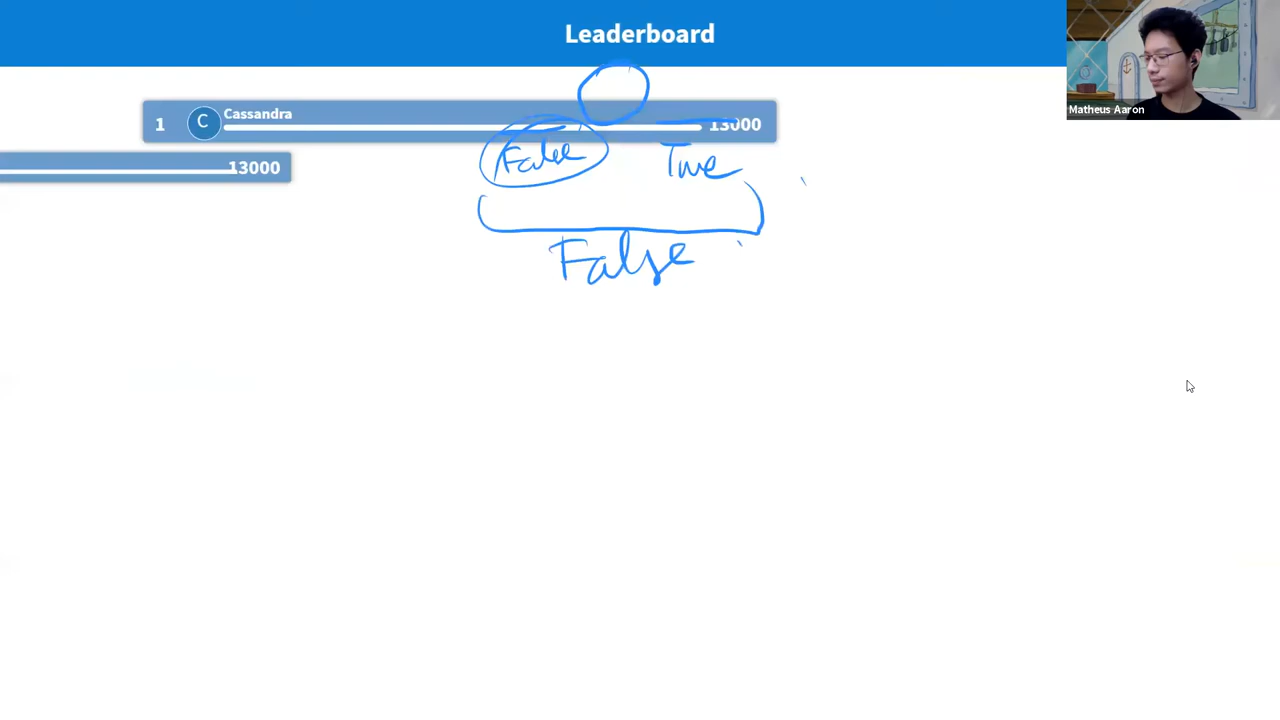 Leaderboard
Matheus Aaron
1 C Cassandra 13000
13000
False True
False